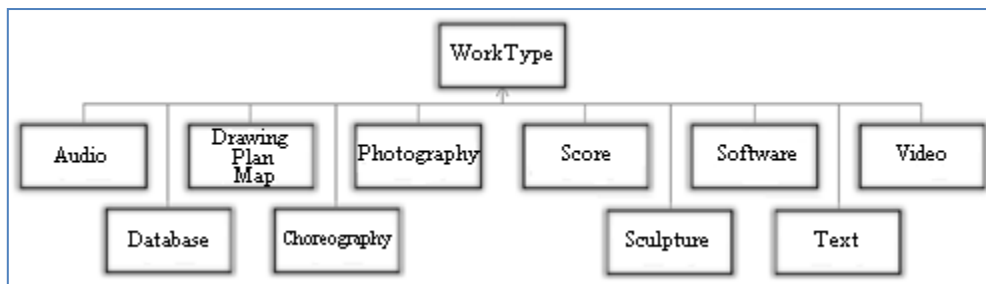 WorkType
Audio
Drawing
Plan
Map
Photography
Score
Software
Video
Database
Choreography
Sculpture
Text